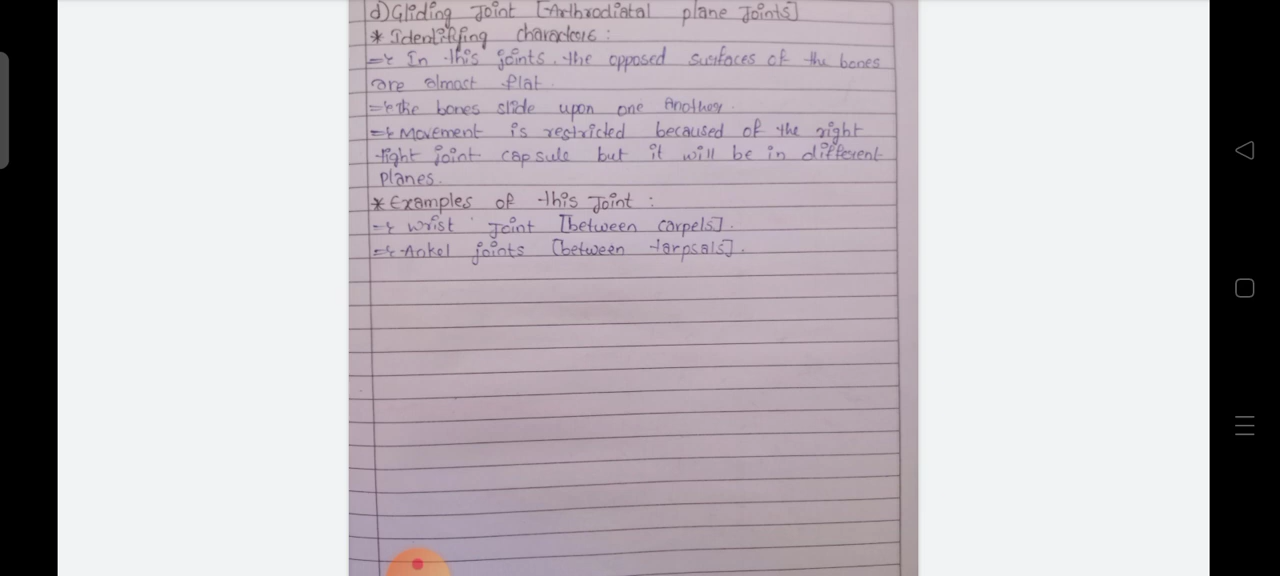 d) Gliding Joint [Arthrodiatal plane Joints]
* Identifying characters :
⇒ In this joints, the opposed surfaces of the bones
are almost flat.
⇒ the bones slide upon one Another.
⇒ Movement is restricted becaused of the right
tight joint capsule but it will be in different
planes.
* Examples of this Joint :
⇒ Wrist Joint [between carpels].
⇒ Ankel joints [between tarpsals].